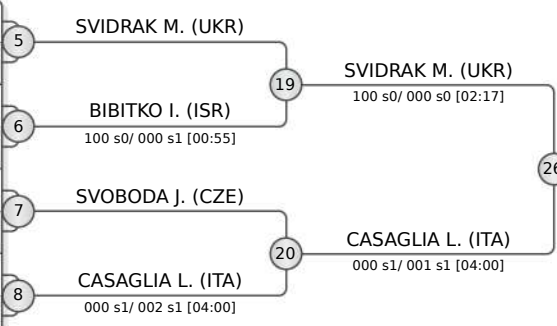 5
SVIDRAK M. (UKR)
19
SVIDRAK M. (UKR)
100 s0/ 000 s0 [02:17]
6
BIBITKO I. (ISR)
100 s0/ 000 s1 [00:55]
26
7
SVOBODA J. (CZE)
20
CASAGLIA L. (ITA)
000 s1/ 001 s1 [04:00]
8
CASAGLIA L. (ITA)
000 s1/ 002 s1 [04:00]